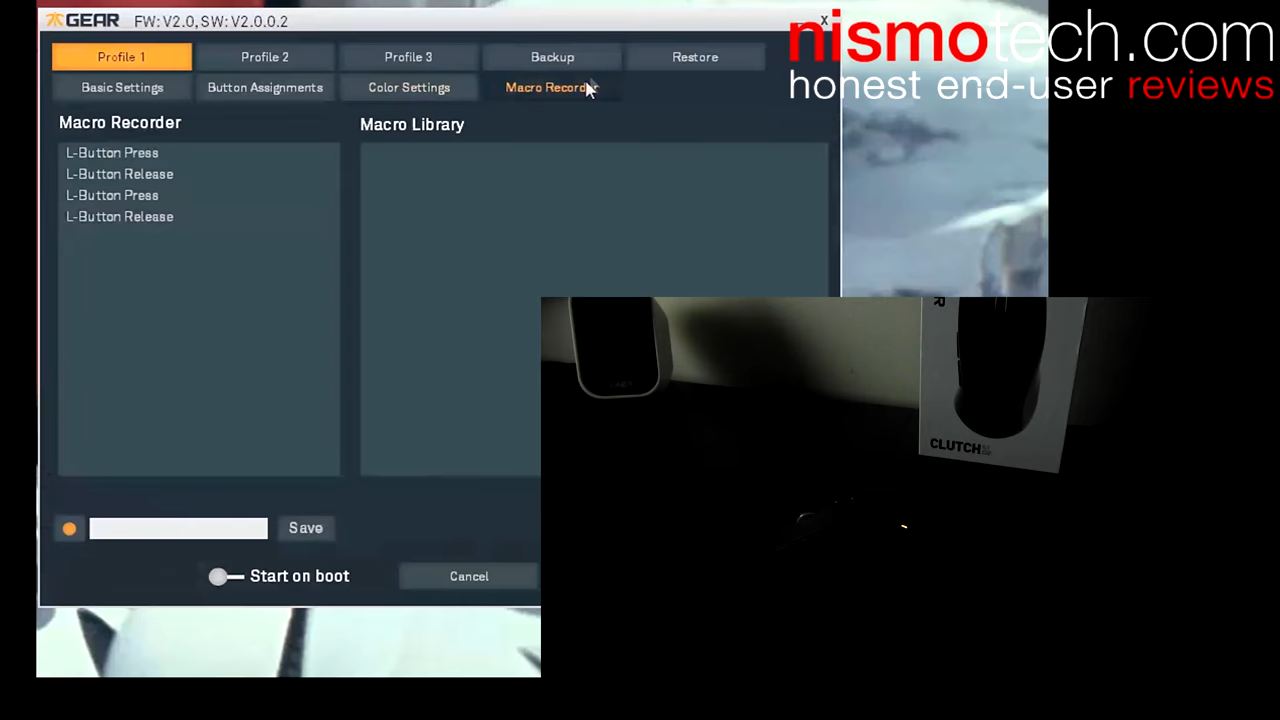 GEAR FW: V2.0, SW: V2.0.0.2
X
nismotech.com
honest end-user reviews
Profile 1 Profile 2 Profile 3 Backup Restore
Basic Settings Button Assignments Color Settings Macro Record
Macro Recorder
L-Button Press
L-Button Release
L-Button Press
L-Button Release
Macro Library
Save
Start on boot
Cancel
R
CLUTCH